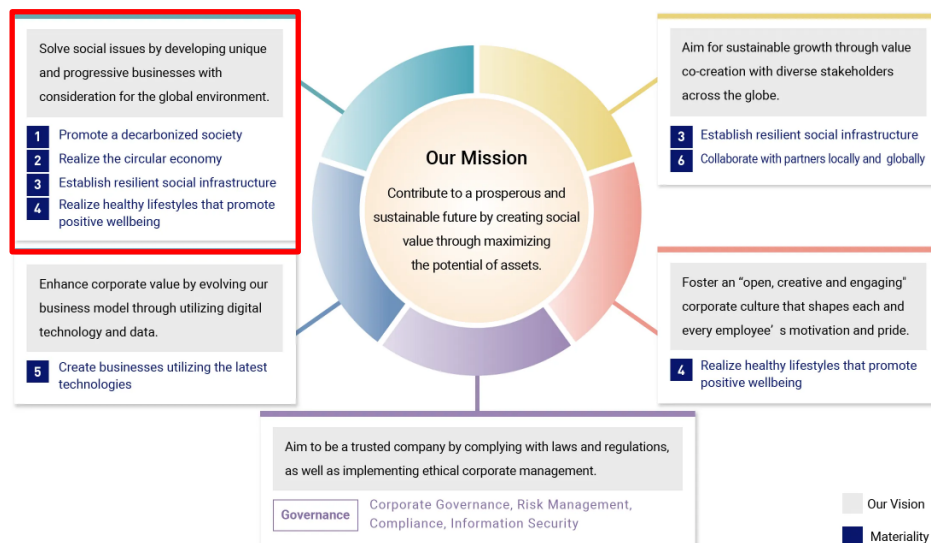 Solve social issues by developing unique
and progressive businesses with
consideration for the global environment.
1 Promote a decarbonized society
2 Realize the circular economy
3 Establish resilient social infrastructure
4 Realize healthy lifestyles that promote
positive wellbeing
Our Mission
Contribute to a prosperous and
sustainable future by creating social
value through maximizing
the potential of assets.
Aim for sustainable growth through value
co-creation with diverse stakeholders
across the globe.
3 Establish resilient social infrastructure
6 Collaborate with partners locally and globally
Enhance corporate value by evolving our
business model through utilizing digital
technology and data.
5 Create businesses utilizing the latest
technologies
Foster an “open, creative and engaging"
corporate culture that shapes each and
every employee’s motivation and pride.
4 Realize healthy lifestyles that promote
positive wellbeing
Aim to be a trusted company by complying with laws and regulations,
as well as implementing ethical corporate management.
Governance
Corporate Governance, Risk Management,
Compliance, Information Security
Our Vision
Materiality